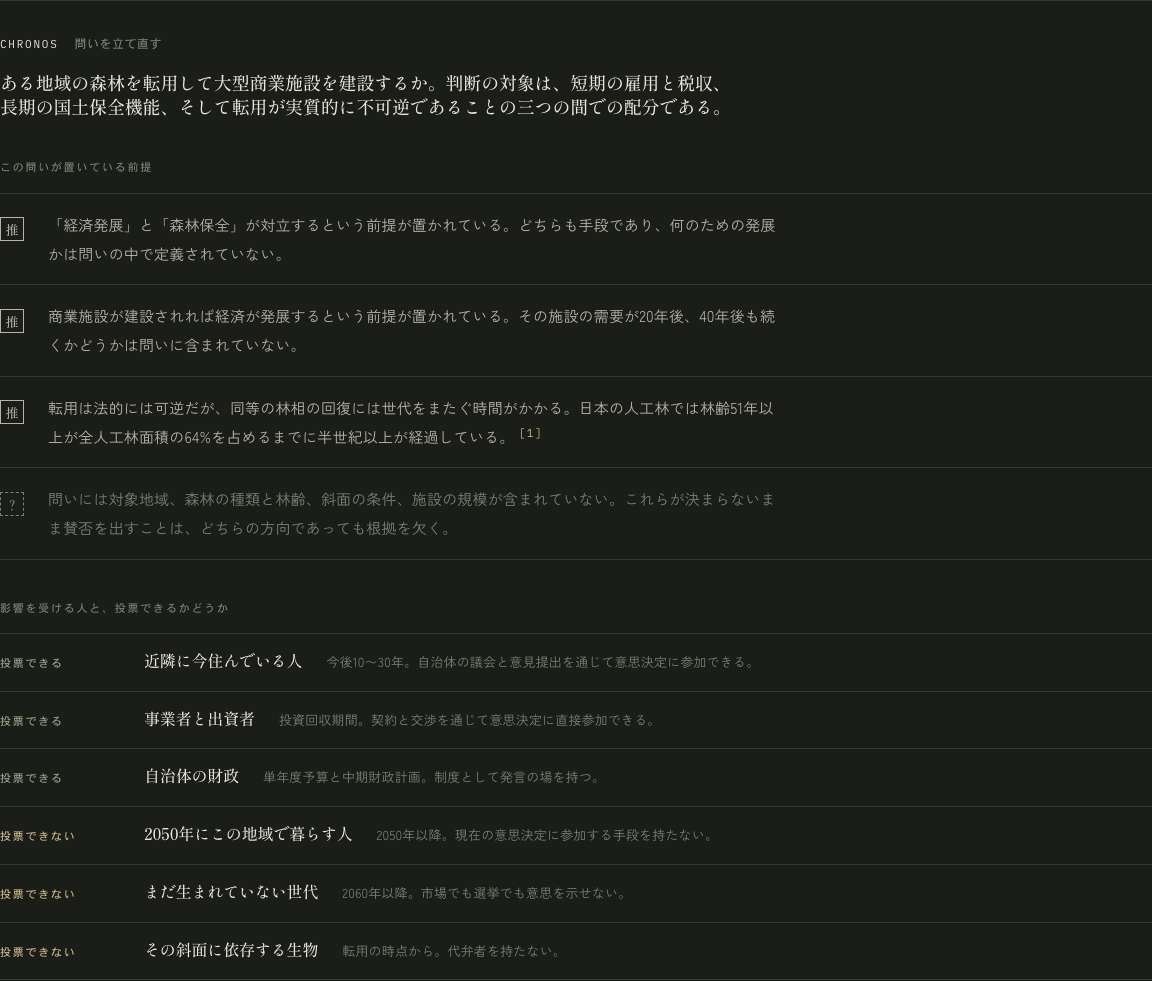 CHRONOS 問いを立て直す
ある地域の森林を転用して大型商業施設を建設するか。判断の対象は、短期の雇用と税収、
長期の国土保全機能、そして転用が実質的に不可逆であることの三つの間での配分である。
この問いが置いている前提
推 「経済発展」と「森林保全」が対立するという前提が置かれている。どちらも手段であり、何のための発展
かは問いの中で定義されていない。
推 商業施設が建設されれば経済が発展するという前提が置かれている。その施設の需要が20年後、40年後も続
くかどうかは問いに含まれていない。
推 転用は法的には可逆だが、同等の林相の回復には世代をまたぐ時間がかかる。日本の人工林では林齢51年以
上が全人工林面積の64%を占めるまでに半世紀以上が経過している。 [1]
? 問いには対象地域、森林の種類と林齢、斜面の条件、施設の規模が含まれていない。これらが決まらないま
ま賛否を出すことは、どちらの方向であっても根拠を欠く。
影響を受ける人と、投票できるかどうか
投票できる 近隣に今住んでいる人 今後10〜30年。自治体の議会と意見提出を通じて意思決定に参加できる。
投票できる 事業者と出資者 投資回収期間。契約と交渉を通じて意思決定に直接参加できる。
投票できる 自治体の財政 単年度予算と中期財政計画。制度として発言の場を持つ。
投票できない 2050年にこの地域で暮らす人 2050年以降。現在の意思決定に参加する手段を持たない。
投票できない まだ生まれていない世代 2060年以降。市場でも選挙でも意思を示せない。
投票できない その斜面に依存する生物 転用の時点から。代弁者を持たない。